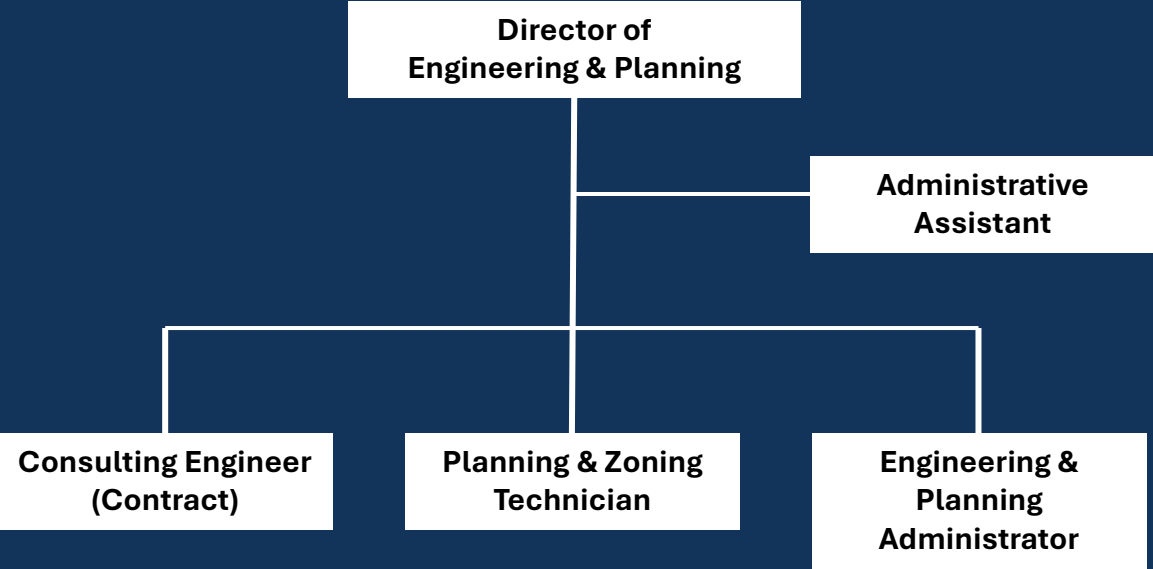 Director of
Engineering & Planning
Administrative
Assistant
Consulting Engineer
(Contract)
Planning & Zoning
Technician
Engineering &
Planning
Administrator